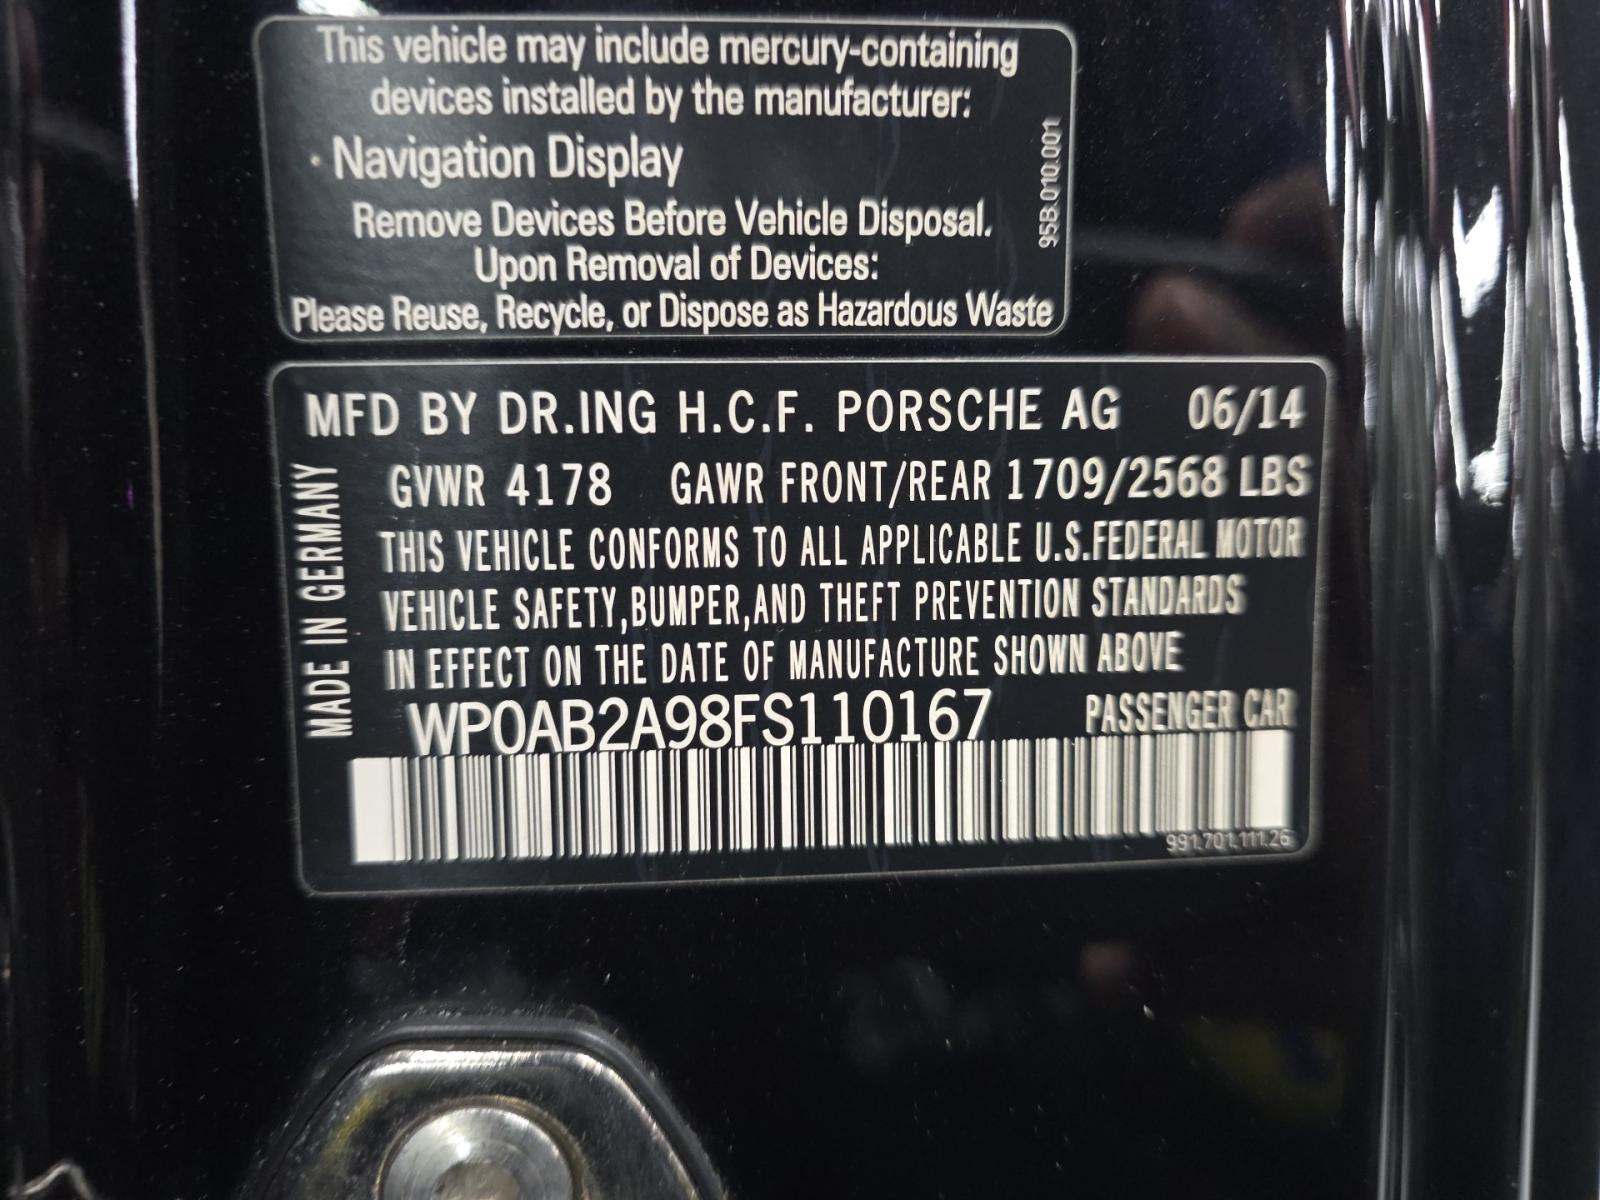 This vehicle may include mercury-containing
devices installed by the manufacturer:
· Navigation Display
Remove Devices Before Vehicle Disposal.
Upon Removal of Devices:
Please Reuse, Recycle, or Dispose as Hazardous Waste
95B.010.001
MFD BY DR.ING H.C.F. PORSCHE AG 06/14
GVWR 4178 GAWR FRONT/REAR 1709/2568 LBS
THIS VEHICLE CONFORMS TO ALL APPLICABLE U.S.FEDERAL MOTOR
VEHICLE SAFETY,BUMPER,AND THEFT PREVENTION STANDARDS
IN EFFECT ON THE DATE OF MANUFACTURE SHOWN ABOVE
WP0AB2A98FS110167 PASSENGER CAR
MADE IN GERMANY
991.701.111.26